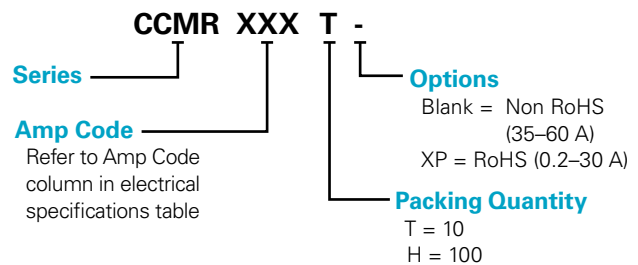 CCMR XXX T -
Series
Amp Code
Refer to Amp Code
column in electrical
specifications table
Options
Blank = Non RoHS
(35–60 A)
XP = RoHS (0.2–30 A)
Packing Quantity
T = 10
H = 100